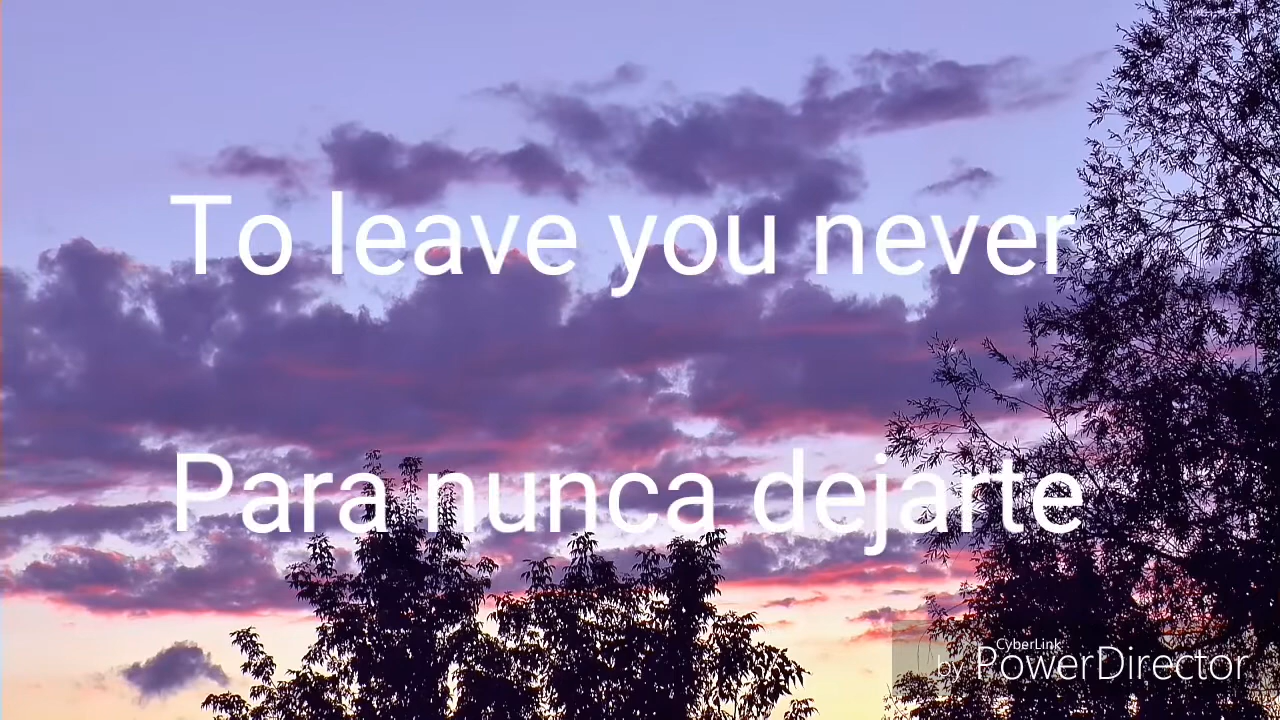 To leave you never
Para nunca dejarte
CyberLink
by PowerDirector